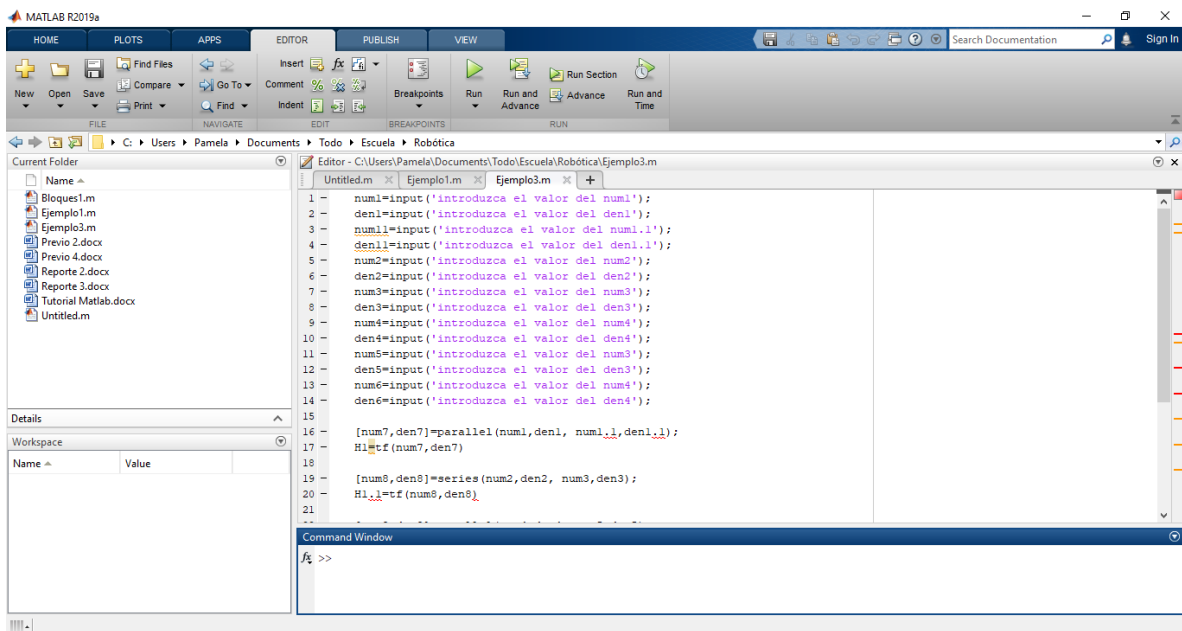 MATLAB R2019a
HOME PLOTS APPS EDITOR PUBLISH VIEW
Search Documentation
Sign In
New Open Save
Find Files
Compare
Print
Go To
Find
Insert fx
Comment
Indent
Breakpoints
Run
Run and Advance
Run Section
Advance
Run and Time
FILE NAVIGATE EDIT BREAKPOINTS RUN
C: Users Pamela Documents Todo Escuela Robótica
Current Folder
Name
Bloques1.m
Ejemplo1.m
Ejemplo3.m
Previo 2.docx
Previo 4.docx
Reporte 2.docx
Reporte 3.docx
Tutorial Matlab.docx
Untitled.m
Details
Workspace
Name Value
Editor - C:\Users\Pamela\Documents\Todo\Escuela\Robótica\Ejemplo3.m
Untitled.m Ejemplo1.m Ejemplo3.m +
1 - num1=input('introduzca el valor del num1');
2 - den1=input('introduzca el valor del den1');
3 - num11=input('introduzca el valor del num1.1');
4 - den11=input('introduzca el valor del den1.1');
5 - num2=input('introduzca el valor del num2');
6 - den2=input('introduzca el valor del den2');
7 - num3=input('introduzca el valor del num3');
8 - den3=input('introduzca el valor del den3');
9 - num4=input('introduzca el valor del num4');
10 - den4=input('introduzca el valor del den4');
11 - num5=input('introduzca el valor del num3');
12 - den5=input('introduzca el valor del den3');
13 - num6=input('introduzca el valor del num4');
14 - den6=input('introduzca el valor del den4');
15
16 - [num7,den7]=parallel(num1,den1, num1.1,den1.1);
17 - H1=tf(num7,den7)
18
19 - [num8,den8]=series(num2,den2, num3,den3);
20 - H1.1=tf(num8,den8)
21
Command Window
fx >>